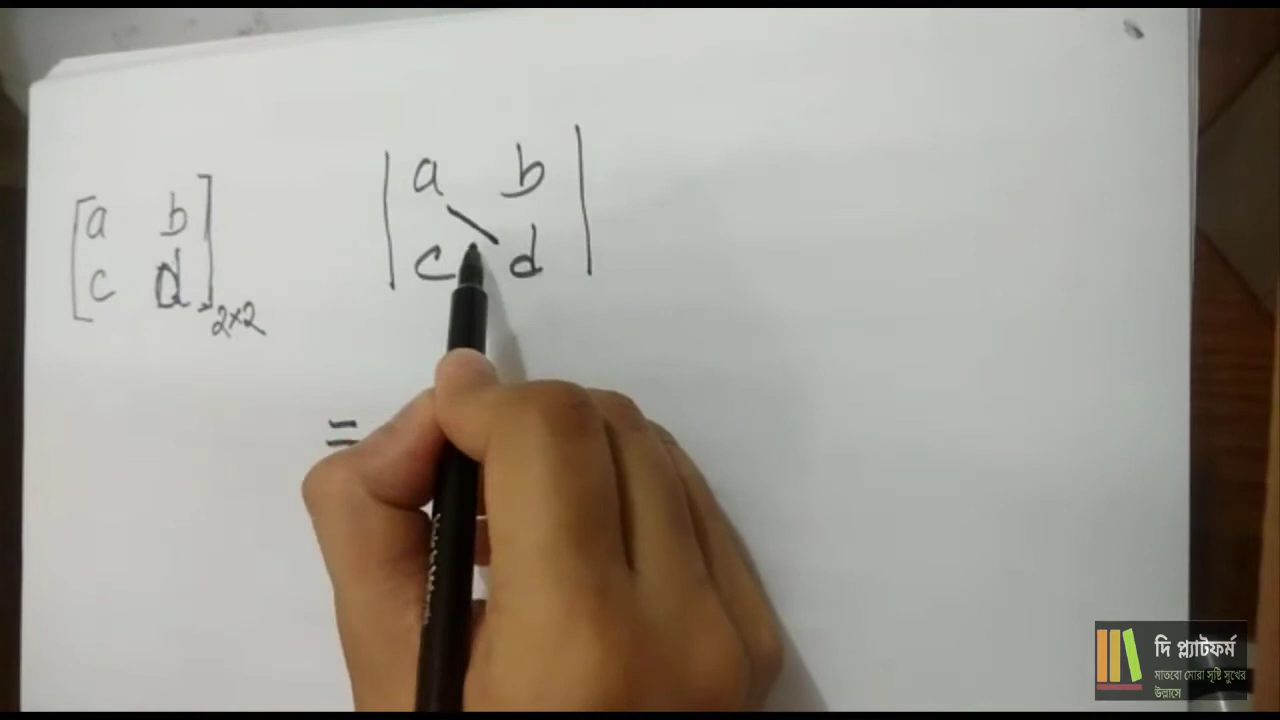 [a b
c d]2×2
|a b|
|c d|
=
দি প্ল্যাটফর্ম
মাতবো মোরা সৃষ্টি সুখের
উল্লাসে